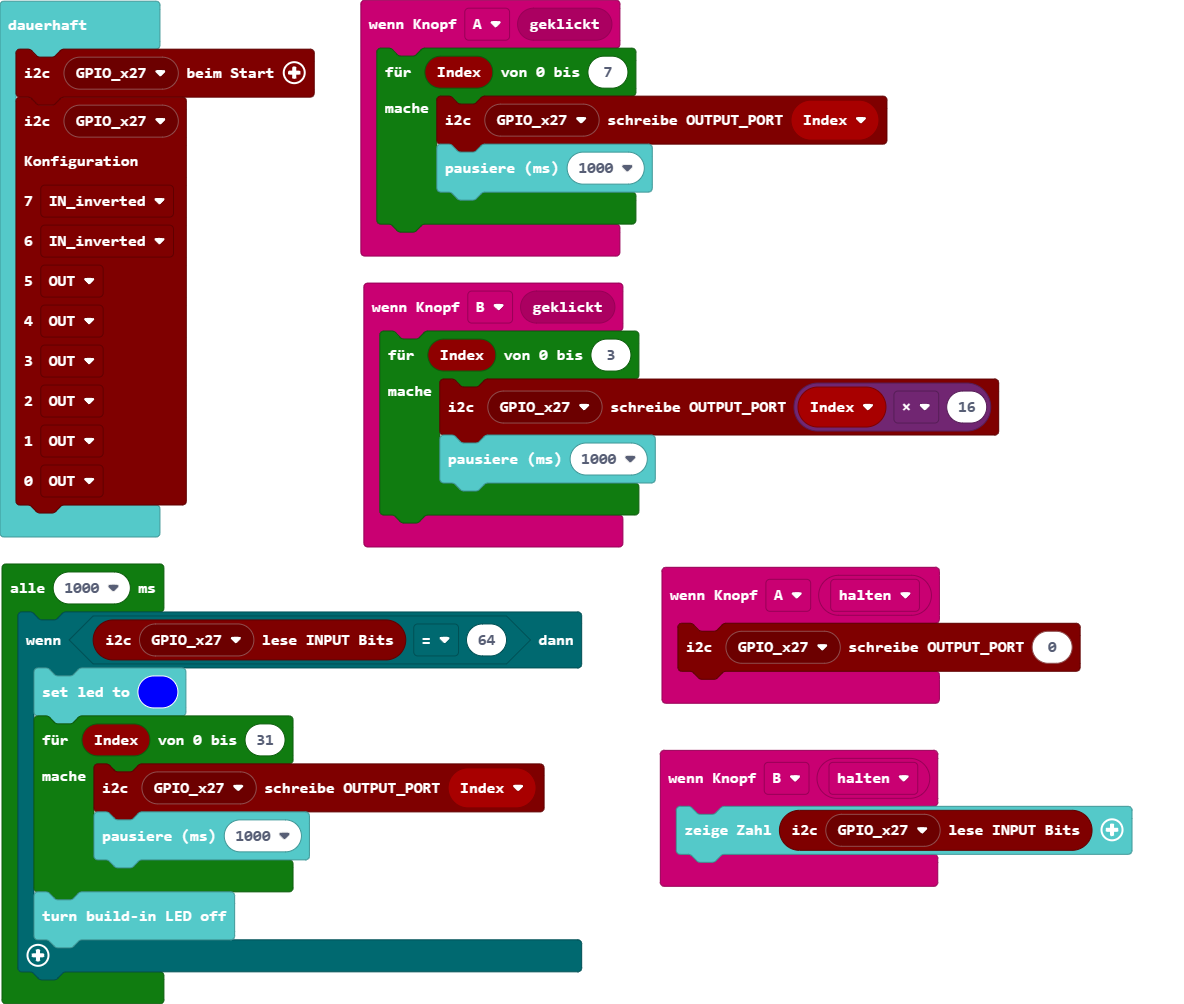 dauerhaft
i2c GPIO_x27 beim Start
i2c GPIO_x27
Konfiguration
7 IN_inverted
6 IN_inverted
5 OUT
4 OUT
3 OUT
2 OUT
1 OUT
0 OUT
wenn Knopf A geklickt
für Index von 0 bis 7
mache
i2c GPIO_x27 schreibe OUTPUT_PORT Index
pausiere (ms) 1000
wenn Knopf B geklickt
für Index von 0 bis 3
mache
i2c GPIO_x27 schreibe OUTPUT_PORT Index × 16
pausiere (ms) 1000
alle 1000 ms
wenn i2c GPIO_x27 lese INPUT Bits = 64 dann
set led to
für Index von 0 bis 31
mache
i2c GPIO_x27 schreibe OUTPUT_PORT Index
pausiere (ms) 1000
turn build-in LED off
wenn Knopf A halten
i2c GPIO_x27 schreibe OUTPUT_PORT 0
wenn Knopf B halten
zeige Zahl i2c GPIO_x27 lese INPUT Bits